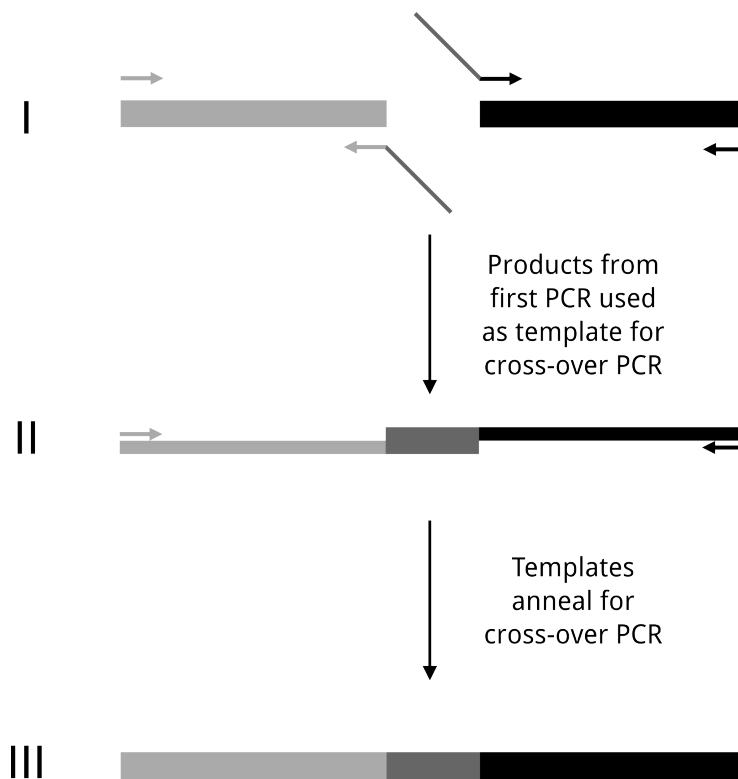 I
Products from
first PCR used
as template for
cross-over PCR
II
Templates
anneal for
cross-over PCR
III